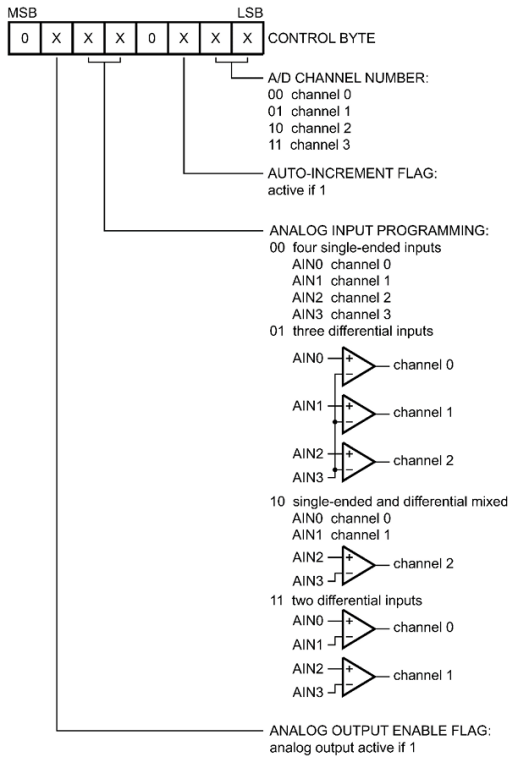 MSB LSB
0 X X X 0 X X X CONTROL BYTE
A/D CHANNEL NUMBER:
00 channel 0
01 channel 1
10 channel 2
11 channel 3
AUTO-INCREMENT FLAG:
active if 1
ANALOG INPUT PROGRAMMING:
00 four single-ended inputs
AIN0 channel 0
AIN1 channel 1
AIN2 channel 2
AIN3 channel 3
01 three differential inputs
AIN0 + − channel 0
AIN1 + − channel 1
AIN2 + − channel 2
AIN3
10 single-ended and differential mixed
AIN0 channel 0
AIN1 channel 1
AIN2 + − channel 2
AIN3
11 two differential inputs
AIN0 + − channel 0
AIN1
AIN2 + − channel 1
AIN3
ANALOG OUTPUT ENABLE FLAG:
analog output active if 1